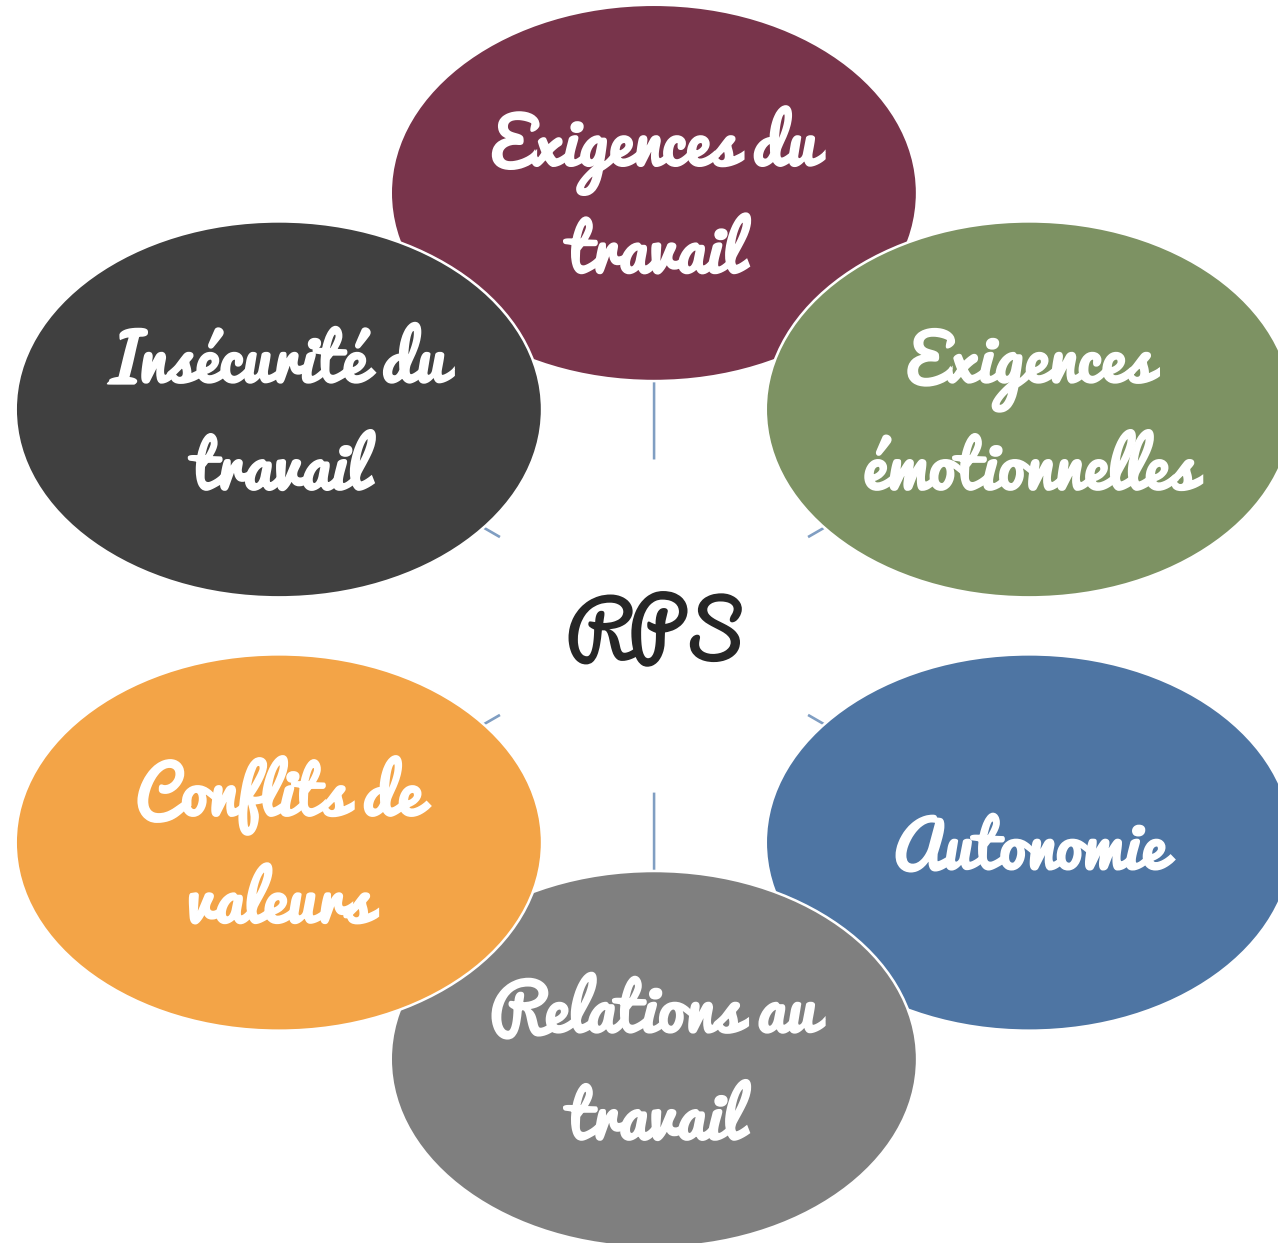 Exigences du
travail
Exigences
émotionnelles
Autonomie
Relations au
travail
Conflits de
valeurs
Insécurité du
travail
RPS